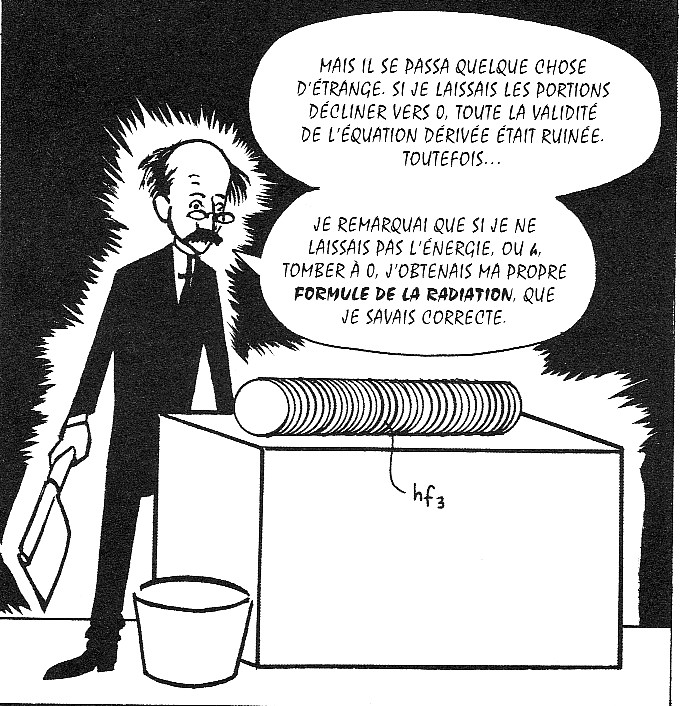 MAIS IL SE PASSA QUELQUE CHOSE
D'ÉTRANGE. SI JE LAISSAIS LES PORTIONS
DÉCLINER VERS 0, TOUTE LA VALIDITÉ
DE L'ÉQUATION DÉRIVÉE ÉTAIT RUINÉE.
TOUTEFOIS...
JE REMARQUAI QUE SI JE NE
LAISSAIS PAS L'ÉNERGIE, OU h,
TOMBER À 0, J'OBTENAIS MA PROPRE
FORMULE DE LA RADIATION, QUE
JE SAVAIS CORRECTE.
hf₃